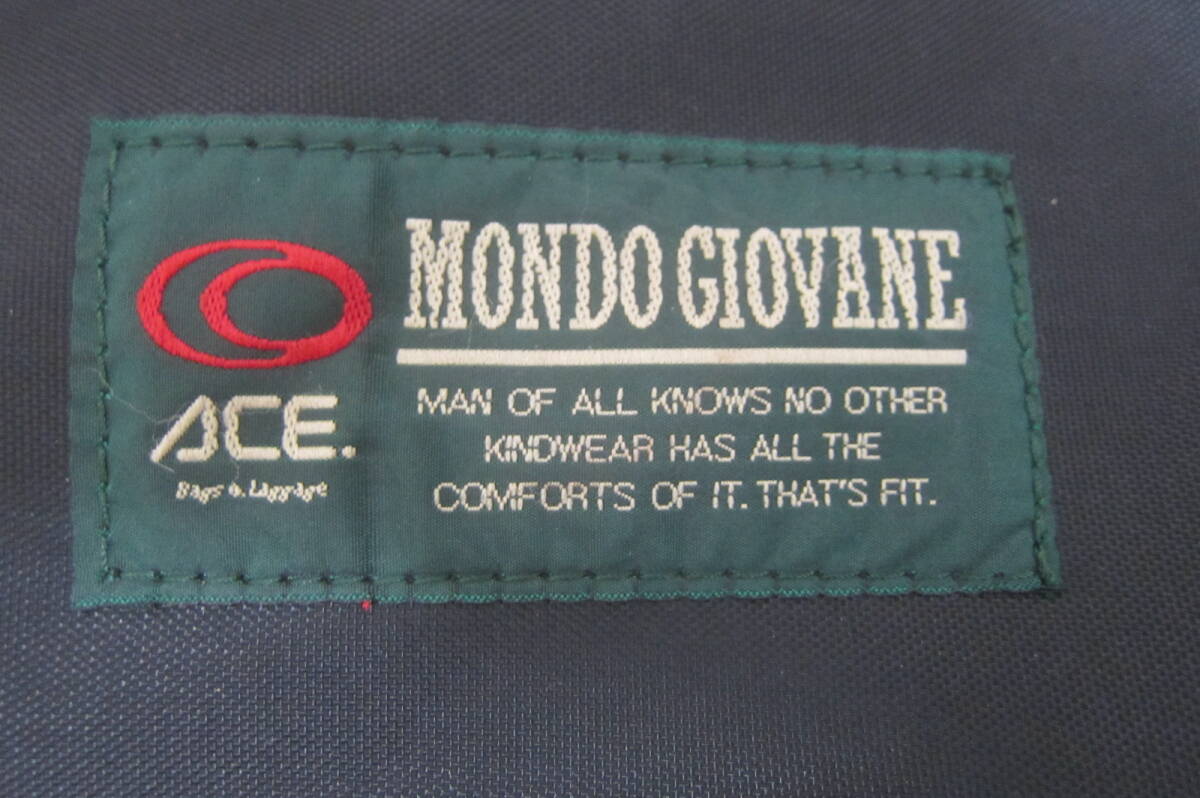 ACE.
Bags & Luggage
MONDO GIOVANE
MAN OF ALL KNOWS NO OTHER
KINDWEAR HAS ALL THE
COMFORTS OF IT. THAT'S FIT.